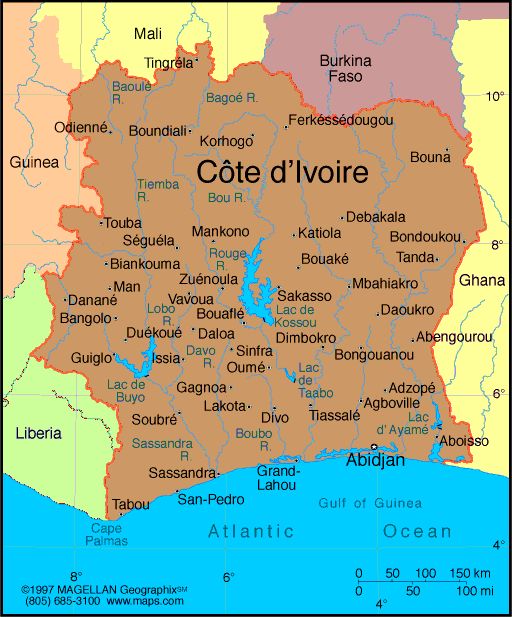 Mali
Tingréla
Burkina
Faso
Baoulé
R.
Bagoé R.
10°
Odienné
Boundiali
Ferkéssédougou
Korhogo
Guinea
Bouna
Côte d'Ivoire
Tiemba
R.
Bou R.
Touba
Debakala
Mankono
Katiola
Séguéla
Bondoukou
8°
Rouge
R.
Biankouma
Bouaké
Tanda
Ghana
Zuénoula
Man
Mbahiakro
Danané
Vavoua
Sakasso
Lobo
R.
Bouaflé
Lac de
Kossou
Bangolo
Daoukro
Duékoué
Daloa
Dimbokro
Abengourou
Guiglo
Issia
Davo
R.
Sinfra
Bongouanou
Oumé
Lac de
Buyo
Lac
de
Taabo
Gagnoa
Adzopé
6°
Agboville
Lakota
Soubré
Divo
Tiassalé
Lac
d'Ayamé
Liberia
Boubo
R.
Sassandra
R.
Aboisso
Abidjan
Sassandra
Grand-
Lahou
San-Pedro
Tabou
Gulf of Guinea
Cape
Palmas
Atlantic Ocean
4°
8°
6°
0 50 100 150 km
0 50 100 mi
4°
©1997 MAGELLAN Geographix℠
(805) 685-3100 www.maps.com